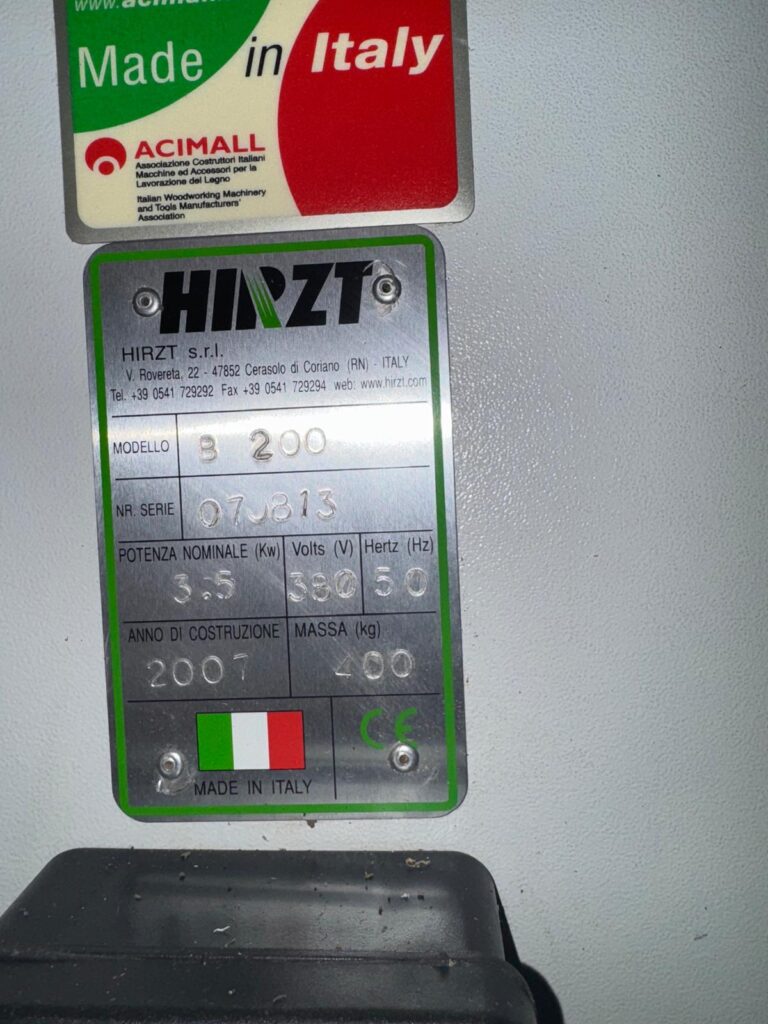 Made in Italy
ACIMALL
Associazione Costruttori Italiani
Macchine ed Accessori per la
Lavorazione del Legno
Italian Woodworking Machinery
and Tools Manufacturers'
Association
HIRZT
HIRZT s.r.l.
V. Rovereta, 22 - 47852 Cerasolo di Coriano (RN) - ITALY
Tel. +39 0541 729292 Fax +39 0541 729294 web: www.hirzt.com
MODELLO B 200
NR. SERIE
POTENZA NOMINALE (Kw) Volts (V) Hertz (Hz)
3.5 380 50
ANNO DI COSTRUZIONE MASSA (kg)
2007 400
CE
MADE IN ITALY